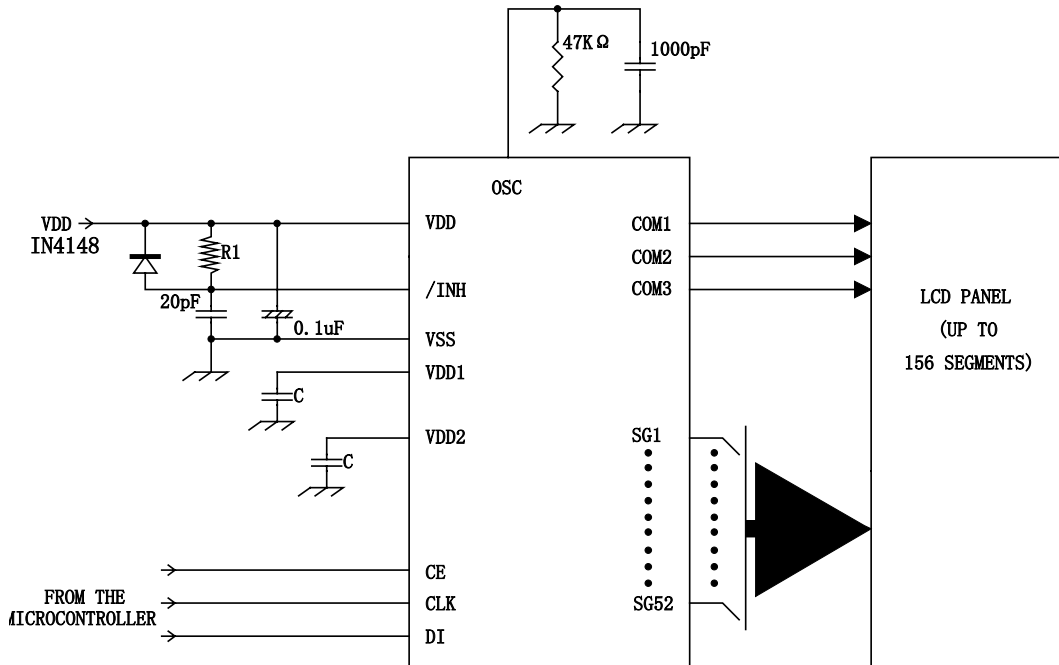 47KΩ
1000pF
OSC
VDD
IN4148
VDD
R1
/INH
20pF
0.1uF
VSS
VDD1
C
VDD2
C
COM1
COM2
COM3
LCD PANEL
(UP TO
156 SEGMENTS)
SG1
SG52
FROM THE
MICROCONTROLLER
CE
CLK
DI